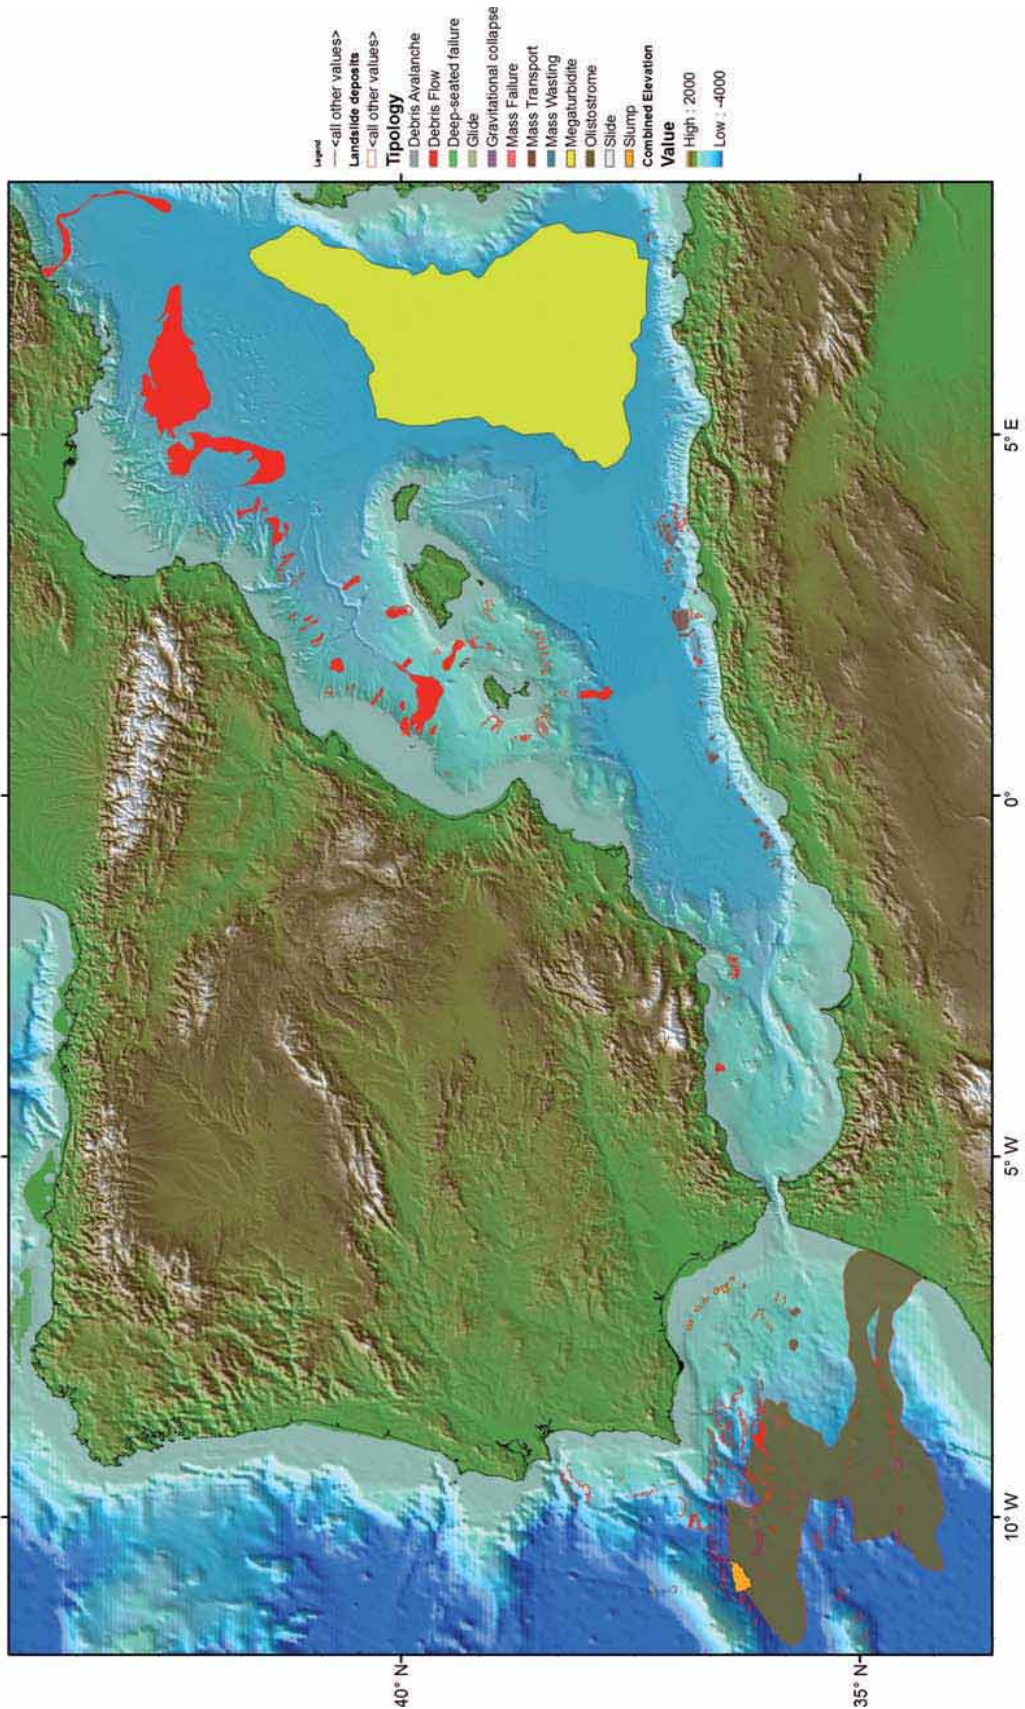 Legend
<all other values>
Landslide deposits
<all other values>
Tipology
Debris Avalanche
Debris Flow
Deep-seated failure
Glide
Gravitational collapse
Mass Failure
Mass Transport
Mass Wasting
Megaturbidite
Olistostrome
Slide
Slump
Combined Elevation
Value
High : 2000
Low : -4000
10° W
5° W
0°
5° E
40° N
35° N